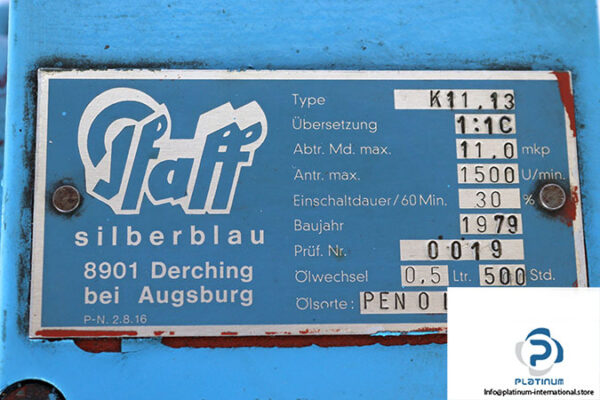 Pfaff
silberblau
8901 Derching
bei Augsburg
P-N. 2.8.16
Type K11.13
Übersetzung 1:1C
Abtr. Md. max. 11,0 mkp
Antr. max. 1500 U/min.
Einschaltdauer/60 Min. 30 %
Baujahr 1979
Prüf. Nr. 0019
Ölwechsel 0,5 Ltr. 500 Std.
Ölsorte:
PLATINUM
Info@platinum-international.store